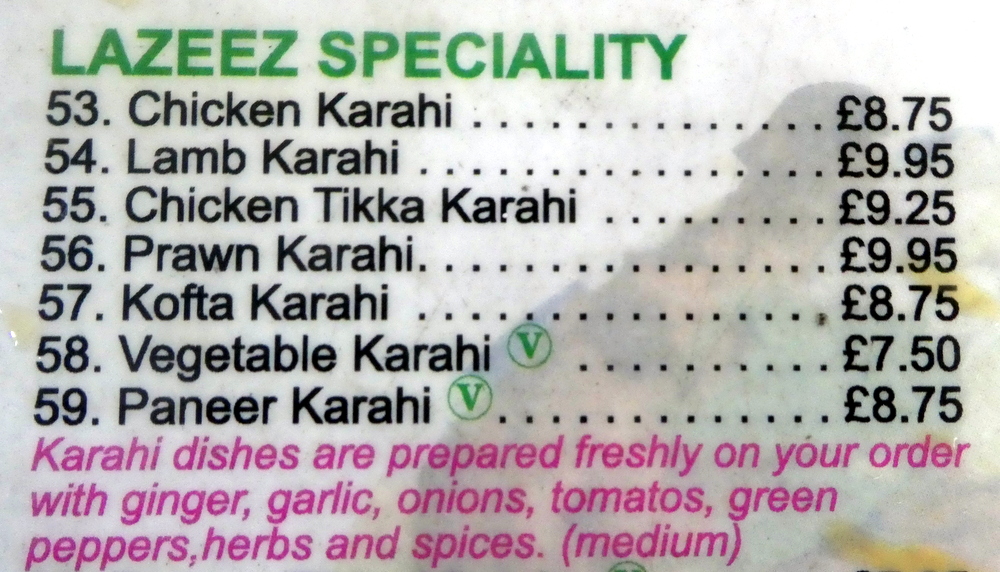 LAZEEZ SPECIALITY
53. Chicken Karahi . . . . . . . . . . . . . . £8.75
54. Lamb Karahi . . . . . . . . . . . . . . . . £9.95
55. Chicken Tikka Karahi . . . . . . . . . £9.25
56. Prawn Karahi. . . . . . . . . . . . . . . . £9.95
57. Kofta Karahi . . . . . . . . . . . . . . . . £8.75
58. Vegetable Karahi V . . . . . . . . . . £7.50
59. Paneer Karahi V . . . . . . . . . . . . . £8.75
Karahi dishes are prepared freshly on your order
with ginger, garlic, onions, tomatos, green
peppers,herbs and spices. (medium)